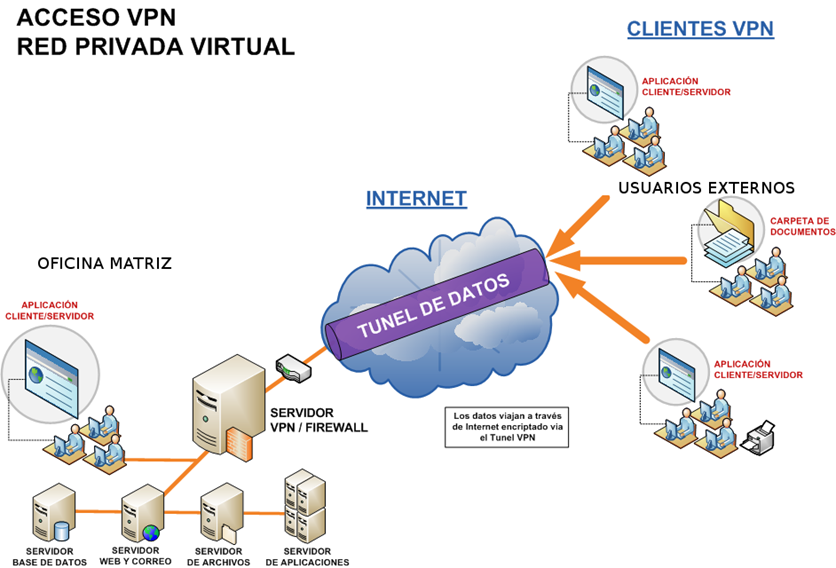 ACCESO VPN
RED PRIVADA VIRTUAL
CLIENTES VPN
APLICACIÓN
CLIENTE/SERVIDOR
USUARIOS EXTERNOS
INTERNET
CARPETA DE
DOCUMENTOS
OFICINA MATRIZ
TUNEL DE DATOS
APLICACIÓN
CLIENTE/SERVIDOR
APLICACIÓN
CLIENTE/SERVIDOR
SERVIDOR
VPN / FIREWALL
Los datos viajan a través
de Internet encriptado via
el Tunel VPN
SERVIDOR
BASE DE DATOS
SERVIDOR
WEB Y CORREO
SERVIDOR
DE ARCHIVOS
SERVIDOR
DE APLICACIONES